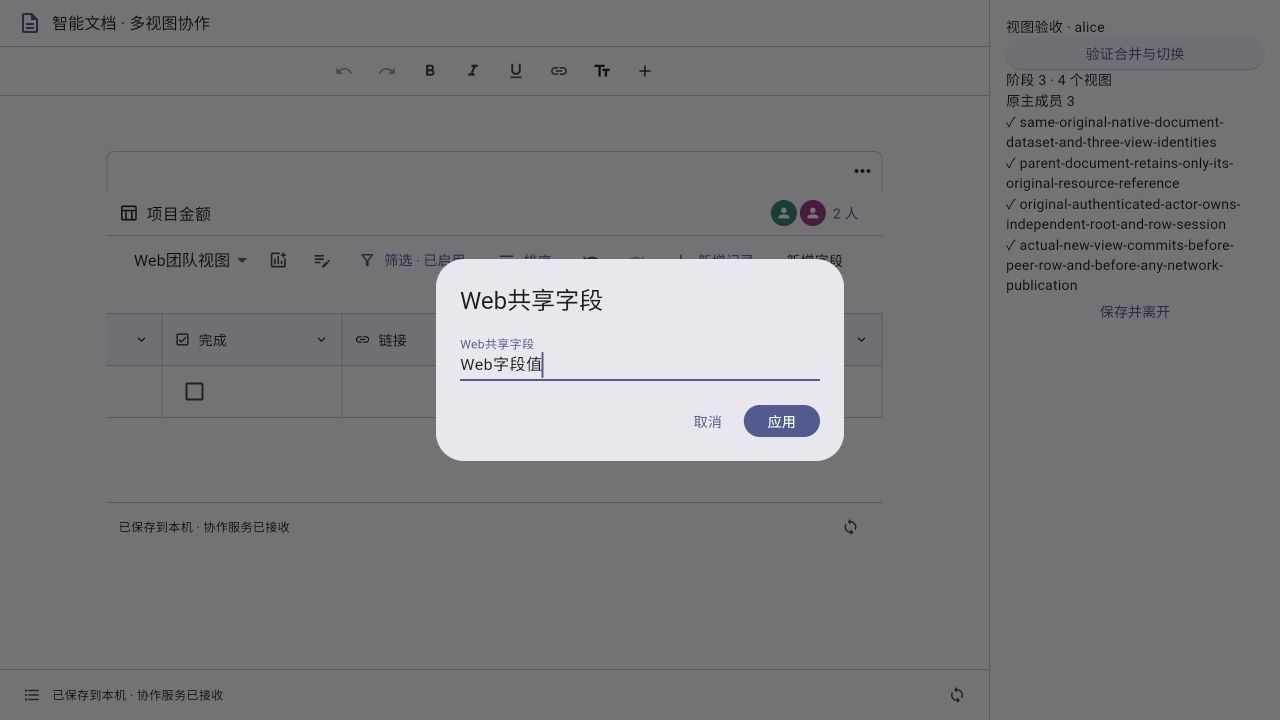 智能文档 · 多视图协作
B I U Tt
项目金额
2 人
Web团队视图
筛选 · 已启用
排序
新增记录
新增字段
完成
链接
Web共享字段
Web共享字段
Web字段值
取消
应用
已保存到本机 · 协作服务已接收
已保存到本机 · 协作服务已接收
视图验收 · alice
验证合并与切换
阶段 3 · 4 个视图
原主成员 3
✓ same-original-native-document-
dataset-and-three-view-identities
✓ parent-document-retains-only-its-
original-resource-reference
✓ original-authenticated-actor-owns-
independent-root-and-row-session
✓ actual-new-view-commits-before-
peer-row-and-before-any-network-
publication
保存并离开